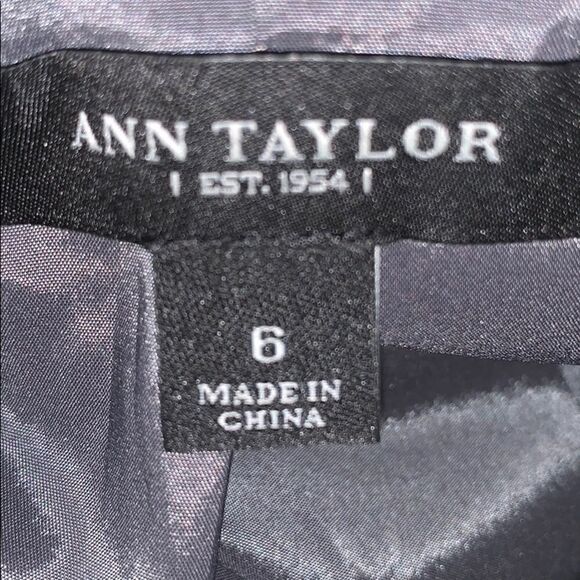 ANN TAYLOR
| EST. 1954 |
6
MADE IN
CHINA